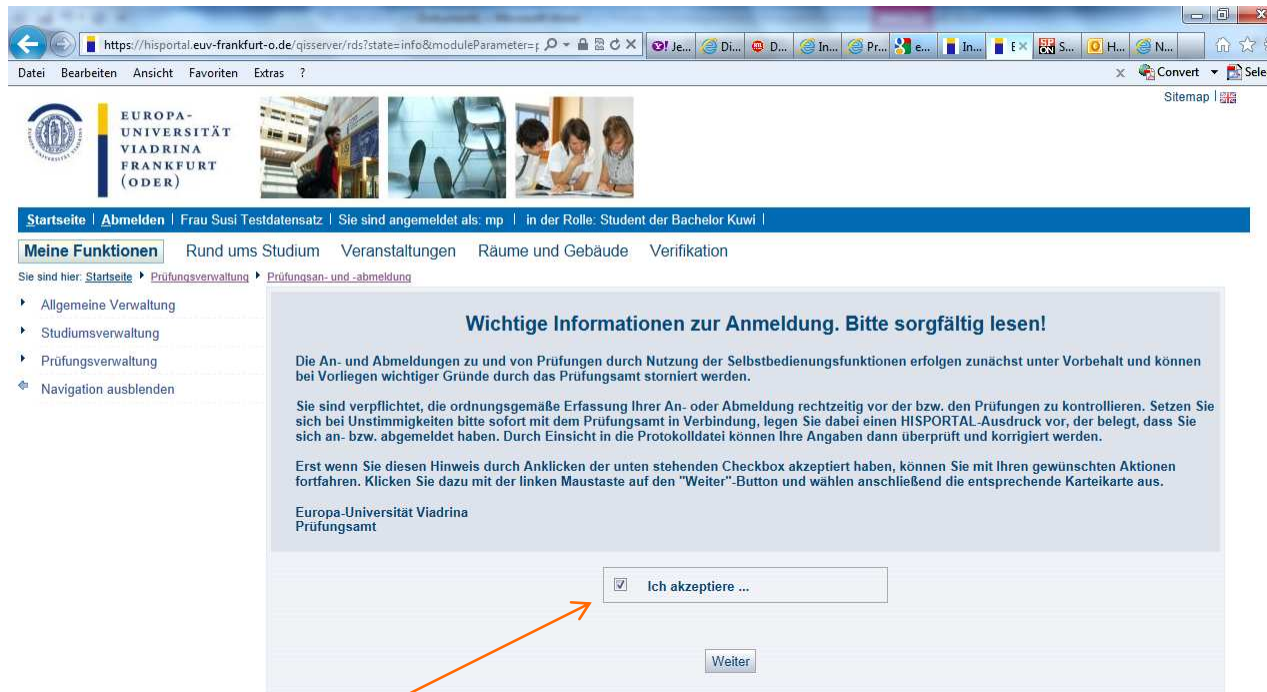 https://hisportal.euv-frankfurt-o.de/qisserver/rds?state=info&moduleParameter=
Je... Di... D... In... Pr... e... In... E S... H... N...
Datei Bearbeiten Ansicht Favoriten Extras ?
x Convert Sele
Sitemap |
EUROPA-
UNIVERSITÄT
VIADRINA
FRANKFURT
(ODER)
Startseite | Abmelden | Frau Susi Testdatensatz | Sie sind angemeldet als: mp | in der Rolle: Student der Bachelor Kuwi |
Meine Funktionen Rund ums Studium Veranstaltungen Räume und Gebäude Verifikation
Sie sind hier: Startseite Prüfungsverwaltung Prüfungsan- und -abmeldung
Allgemeine Verwaltung
Studiumsverwaltung
Prüfungsverwaltung
Navigation ausblenden
Wichtige Informationen zur Anmeldung. Bitte sorgfältig lesen!
Die An- und Abmeldungen zu und von Prüfungen durch Nutzung der Selbstbedienungsfunktionen erfolgen zunächst unter Vorbehalt und können
bei Vorliegen wichtiger Gründe durch das Prüfungsamt storniert werden.
Sie sind verpflichtet, die ordnungsgemäße Erfassung Ihrer An- oder Abmeldung rechtzeitig vor der bzw. den Prüfungen zu kontrollieren. Setzen Sie
sich bei Unstimmigkeiten bitte sofort mit dem Prüfungsamt in Verbindung, legen Sie dabei einen HISPORTAL-Ausdruck vor, der belegt, dass Sie
sich an- bzw. abgemeldet haben. Durch Einsicht in die Protokolldatei können Ihre Angaben dann überprüft und korrigiert werden.
Erst wenn Sie diesen Hinweis durch Anklicken der unten stehenden Checkbox akzeptiert haben, können Sie mit Ihren gewünschten Aktionen
fortfahren. Klicken Sie dazu mit der linken Maustaste auf den "Weiter"-Button und wählen anschließend die entsprechende Karteikarte aus.
Europa-Universität Viadrina
Prüfungsamt
Ich akzeptiere ...
Weiter